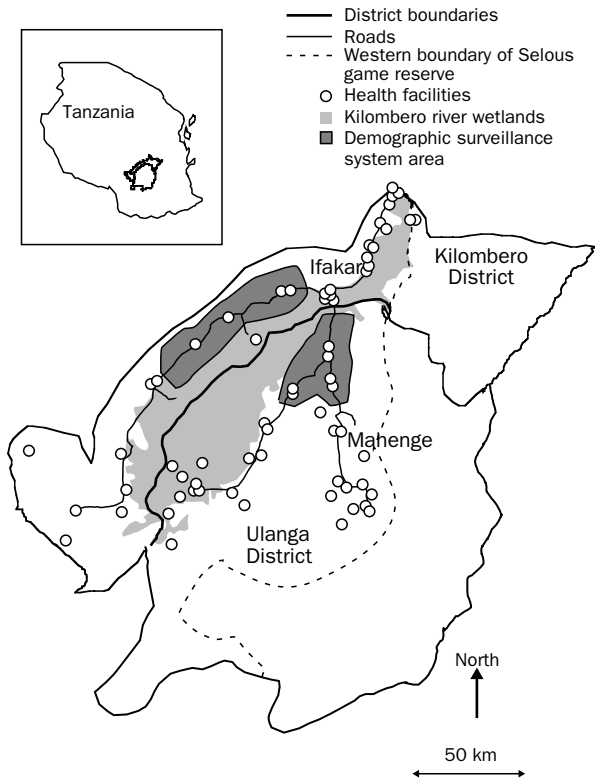 District boundaries
Roads
Western boundary of Selous
game reserve
Health facilities
Kilombero river wetlands
Demographic surveillance
system area
Tanzania
Ifakara
Kilombero
District
Mahenge
Ulanga
District
North
50 km